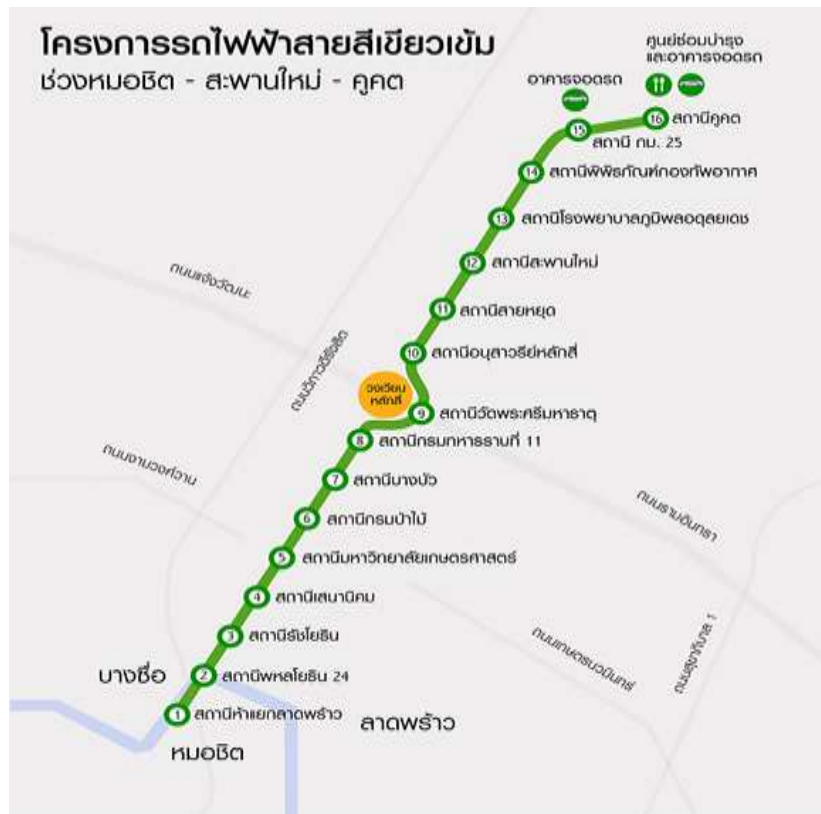 โครงการรถไฟฟ้าสายสีเขียวเข้ม
ช่วงหมอชิต - สะพานใหม่ - คูคต
ศูนย์ซ่อมบำรุง
และอาคารจอดรถ
อาคารจอดรถ
16 สถานีคูคต
15 สถานี กม. 25
14 สถานีพิพิธภัณฑ์กองทัพอากาศ
13 สถานีโรงพยาบาลภูมิพลอดุลยเดช
12 สถานีสะพานใหม่
ถนนแจ้งวัฒนะ
11 สถานีสายหยุด
ถนนวิภาวดีรังสิต
10 สถานีอนุสาวรีย์หลักสี่
วงเวียน
หลักสี่
9 สถานีวัดพระศรีมหาธาตุ
8 สถานีกรมทหารราบที่ 11
ถนนงามวงศ์วาน
7 สถานีบางบัว
ถนนรามอินทรา
6 สถานีกรมป่าไม้
5 สถานีมหาวิทยาลัยเกษตรศาสตร์
4 สถานีเสนานิคม
3 สถานีรัชโยธิน
ถนนเกษตรนวมินทร์
ถนนสุขาภิบาล 1
บางซื่อ
2 สถานีพหลโยธิน 24
1 สถานีห้าแยกลาดพร้าว
ลาดพร้าว
หมอชิต